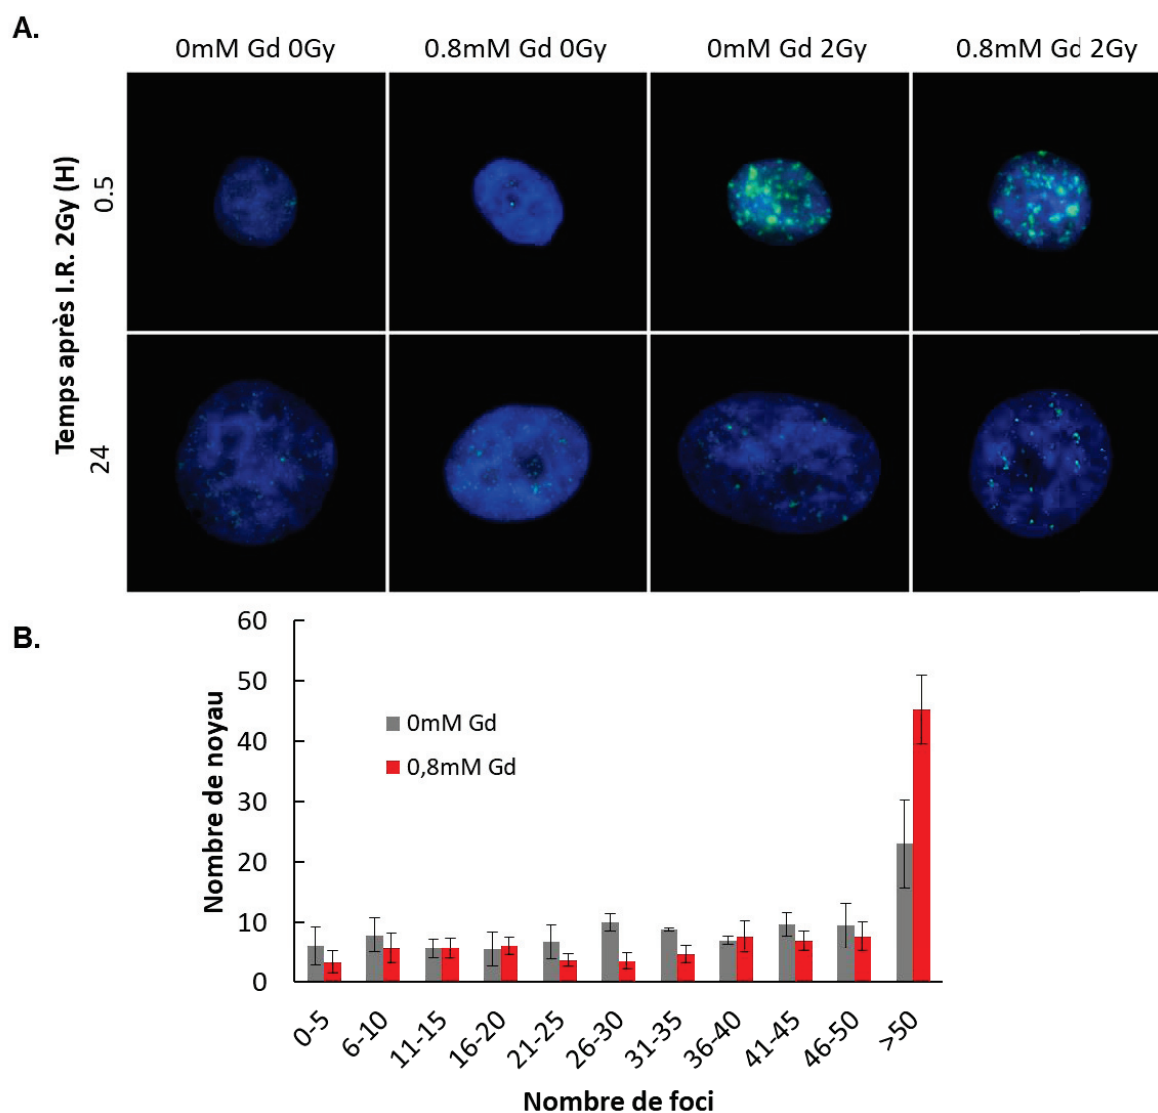 A.
0mM Gd 0Gy 0.8mM Gd 0Gy 0mM Gd 2Gy 0.8mM Gd 2Gy
Temps après I.R. 2Gy (H)
0.5
24
B.
60
50
40
30
20
10
0
Nombre de noyau
0mM Gd
0,8mM Gd
0-5 6-10 11-15 16-20 21-25 26-30 31-35 36-40 41-45 46-50 >50
Nombre de foci